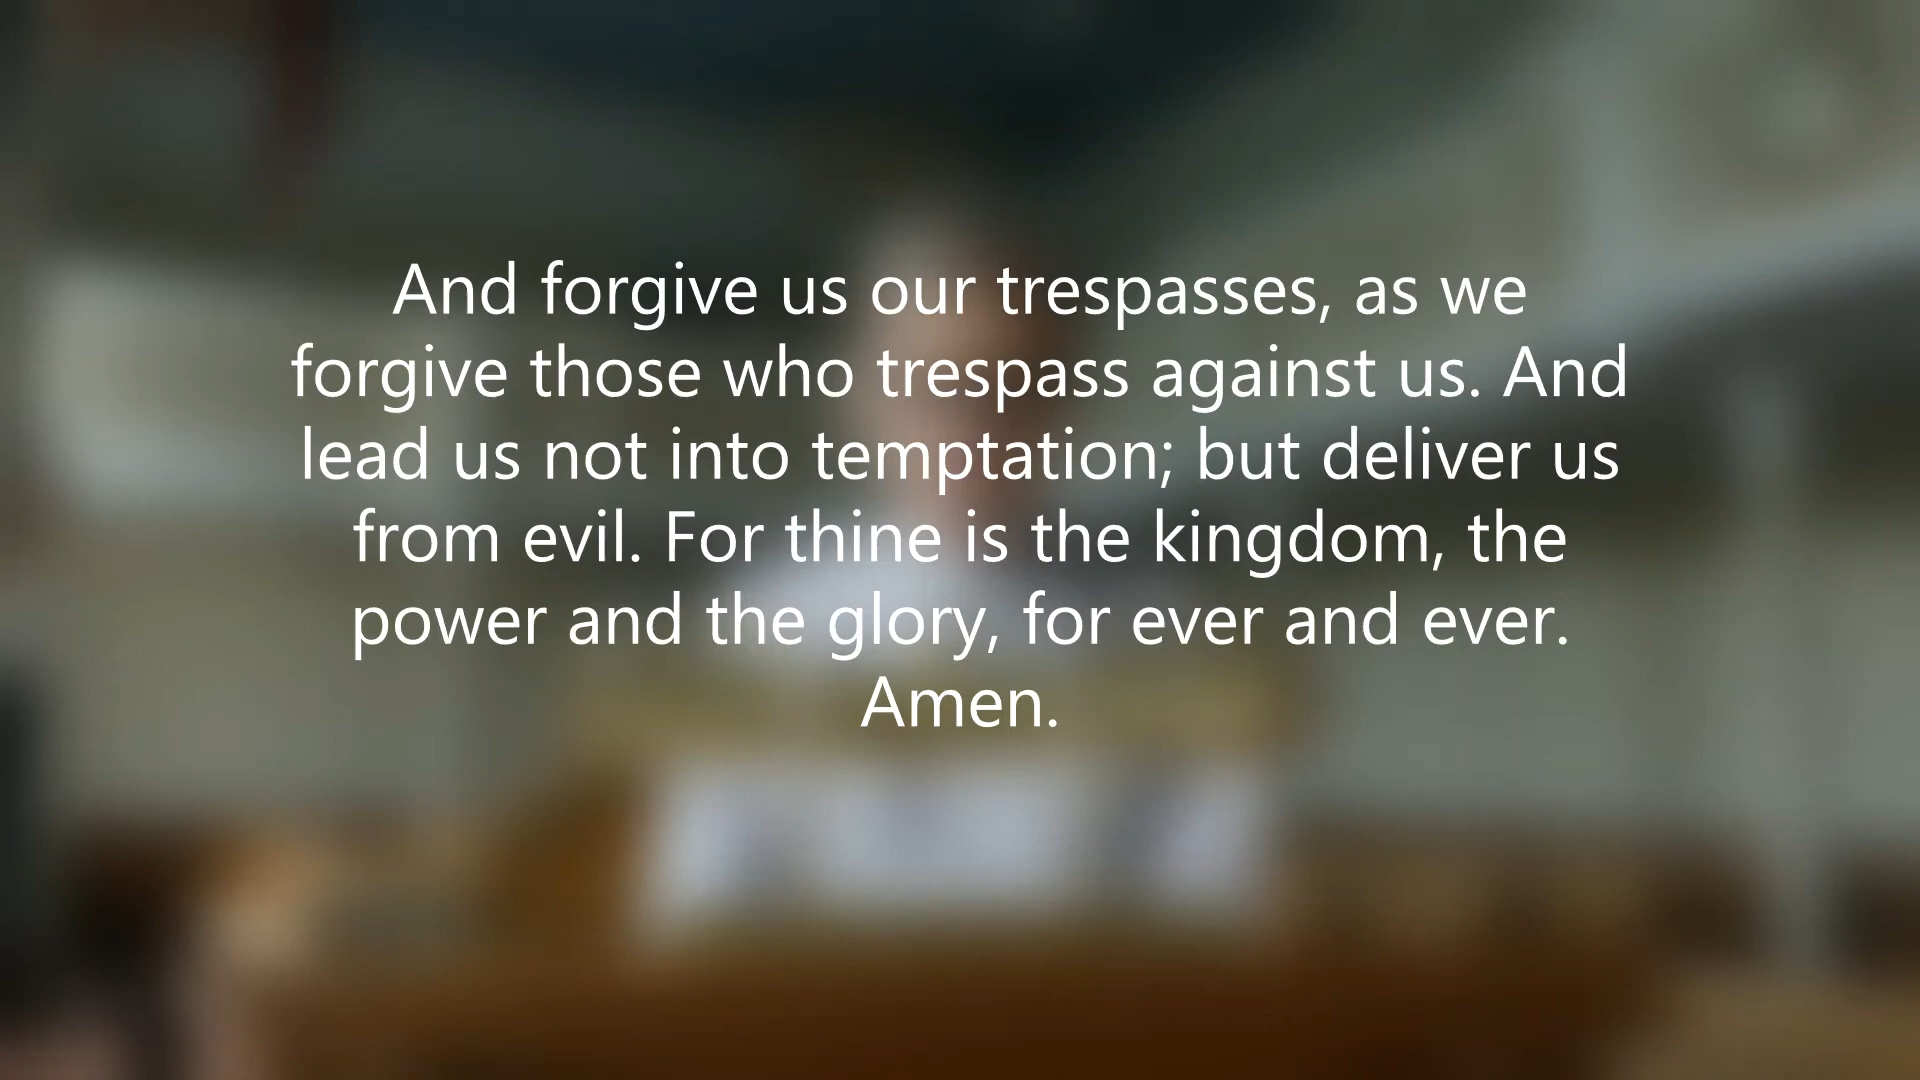 And forgive us our trespasses, as we
forgive those who trespass against us. And
lead us not into temptation; but deliver us
from evil. For thine is the kingdom, the
power and the glory, for ever and ever.
Amen.